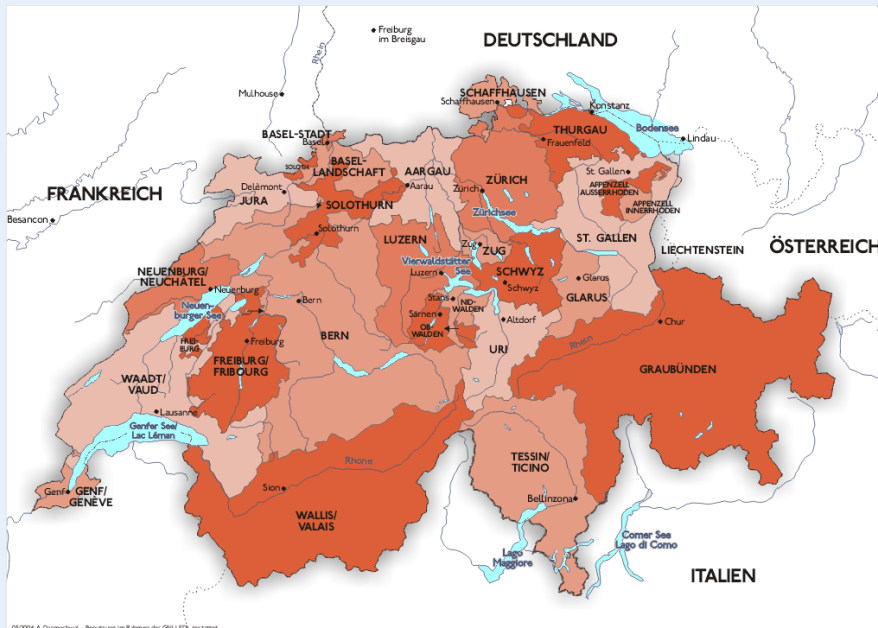 Freiburg
im Breisgau
DEUTSCHLAND
Rhein
Mulhouse
SCHAFFHAUSEN
Schaffhausen
Konstanz
BASEL-STADT
Basel
THURGAU
Bodensee
Lindau
Frauenfeld
SOLOTH.
BASEL-
LANDSCHAFT
AARGAU
Aarau
ZÜRICH
Zürich
St. Gallen
FRANKREICH
Delémont
JURA
APPENZELL
AUSSERRHODEN
APPENZELL
INNERRHODEN
Besancon
SOLOTHURN
Solothurn
Zürichsee
ST. GALLEN
LIECHTENSTEIN
ÖSTERREICH
LUZERN
Zug
ZUG
Vierwaldstätter
See
Luzern
SCHWYZ
Schwyz
Glarus
GLARUS
NEUENBURG/
NEUCHÂTEL
Neuenburg
Neuen-
burger See
Bern
BERN
Stans
NID-
WALDEN
Sarnen
OB
WALDEN
Altdorf
URI
Chur
Rhein
GRAUBÜNDEN
FREI-
BURG
Freiburg
FREIBURG/
FRIBOURG
WAADT/
VAUD
Lausanne
Genfer See/
Lac Léman
Genf
GENF/
GENÈVE
Rhone
Sion
WALLIS/
VALAIS
TESSIN/
TICINO
Bellinzona
Lago
Maggiore
Comer See
Lago di Como
ITALIEN